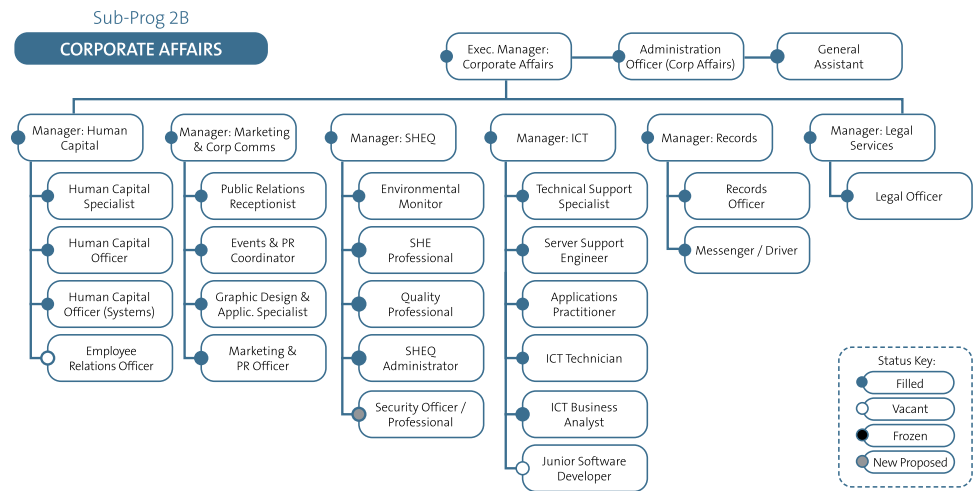 Sub-Prog 2B
CORPORATE AFFAIRS
Exec. Manager:
Corporate Affairs
Administration
Officer (Corp Affairs)
General
Assistant
Manager: Human
Capital
Manager: Marketing
& Corp Comms
Manager: SHEQ
Manager: ICT
Manager: Records
Manager: Legal
Services
Human Capital
Specialist
Human Capital
Officer
Human Capital
Officer (Systems)
Employee
Relations Officer
Public Relations
Receptionist
Events & PR
Coordinator
Graphic Design &
Applic. Specialist
Marketing &
PR Officer
Environmental
Monitor
SHE
Professional
Quality
Professional
SHEQ
Administrator
Security Officer /
Professional
Technical Support
Specialist
Server Support
Engineer
Applications
Practitioner
ICT Technician
ICT Business
Analyst
Junior Software
Developer
Records
Officer
Messenger / Driver
Legal Officer
Status Key:
Filled
Vacant
Frozen
New Proposed